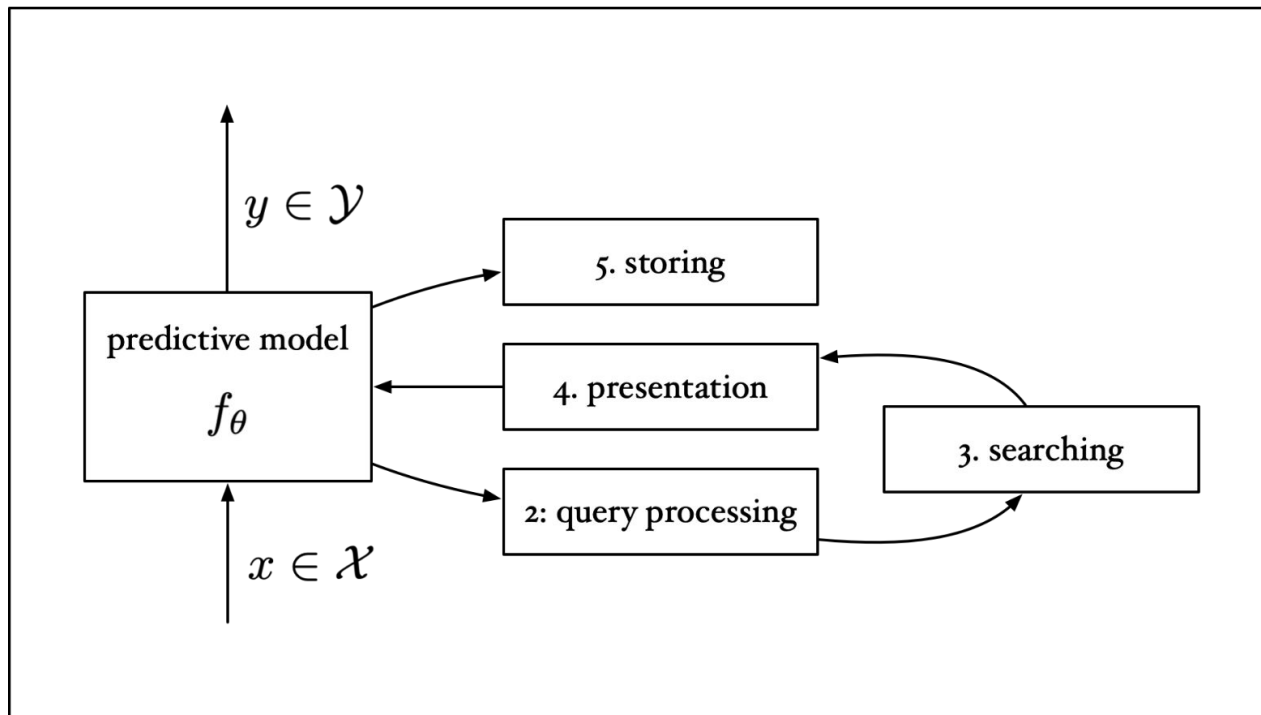 y ∈ 𝒴
5. storing
predictive model
f_θ
4. presentation
3. searching
2: query processing
x ∈ 𝒳